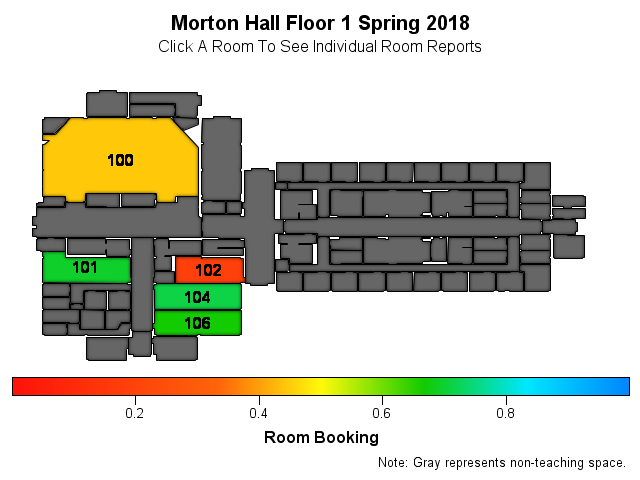 Morton Hall Floor 1 Spring 2018
Click A Room To See Individual Room Reports
100
101
102
104
106
0.2 0.4 0.6 0.8
Room Booking
Note: Gray represents non-teaching space.